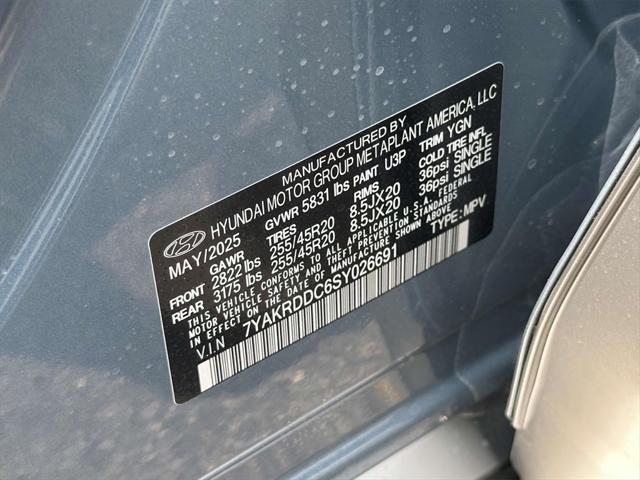 MANUFACTURED BY
HYUNDAI MOTOR GROUP METAPLANT AMERICA, LLC
MAY/2025 GVWR 5831 lbs PAINT U3P TRIM YGN
GAWR TIRES RIMS COLD TIRE INFL.
FRONT 2822 lbs 255/45R20 8.5JX20 36psi SINGLE
REAR 3175 lbs 255/45R20 8.5JX20 36psi SINGLE
THIS VEHICLE CONFORMS TO ALL APPLICABLE U.S.A. FEDERAL
MOTOR VEHICLE SAFETY AND THEFT PREVENTION STANDARDS
IN EFFECT ON THE DATE OF MANUFACTURE SHOWN ABOVE.
V.I.N 7YAKRDDC6SY026691 TYPE: MPV